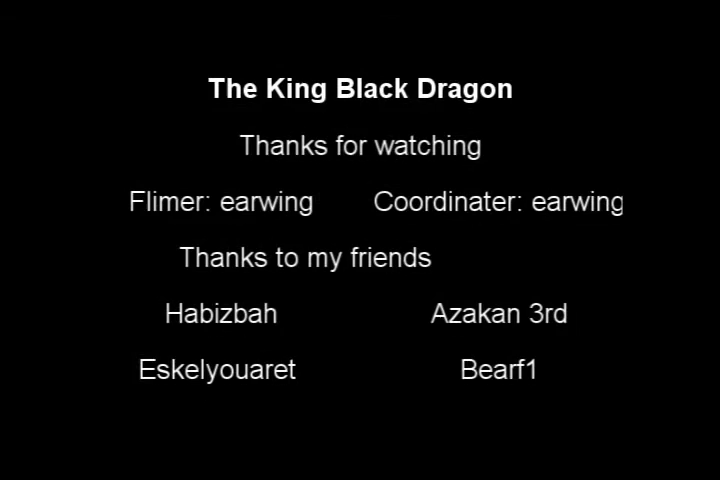 The King Black Dragon
Thanks for watching
Flimer: earwing Coordinater: earwing
Thanks to my friends
Habizbah Azakan 3rd
Eskelyouaret Bearf1